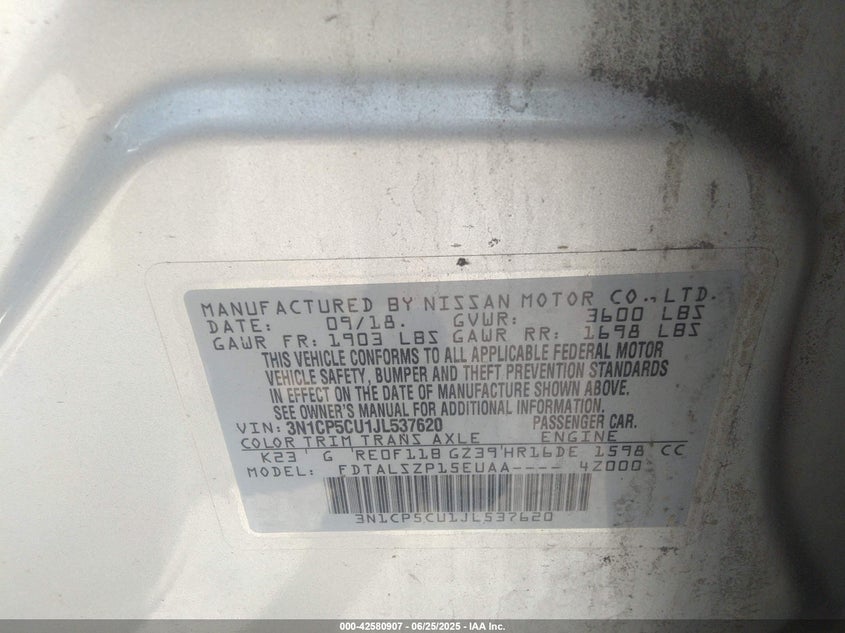 MANUFACTURED BY NISSAN MOTOR CO., LTD.
DATE: 09/18. GVWR: 3600 LBS
GAWR FR: 1903 LBS GAWR RR: 1698 LBS
THIS VEHICLE CONFORMS TO ALL APPLICABLE FEDERAL MOTOR
VEHICLE SAFETY, BUMPER AND THEFT PREVENTION STANDARDS
IN EFFECT ON THE DATE OF MANUFACTURE SHOWN ABOVE.
SEE OWNER'S MANUAL FOR ADDITIONAL INFORMATION.
VIN: 3N1CP5CU1JL537620 PASSENGER CAR.
COLOR TRIM TRANS AXLE ENGINE
K23 G RE0F11B GZ39 HR16DE 1598 CC
MODEL: FDTALSZP15EUAA---- 4Z000
3N1CP5CU1JL537620
000-42580907 - 06/25/2025 - IAA Inc.